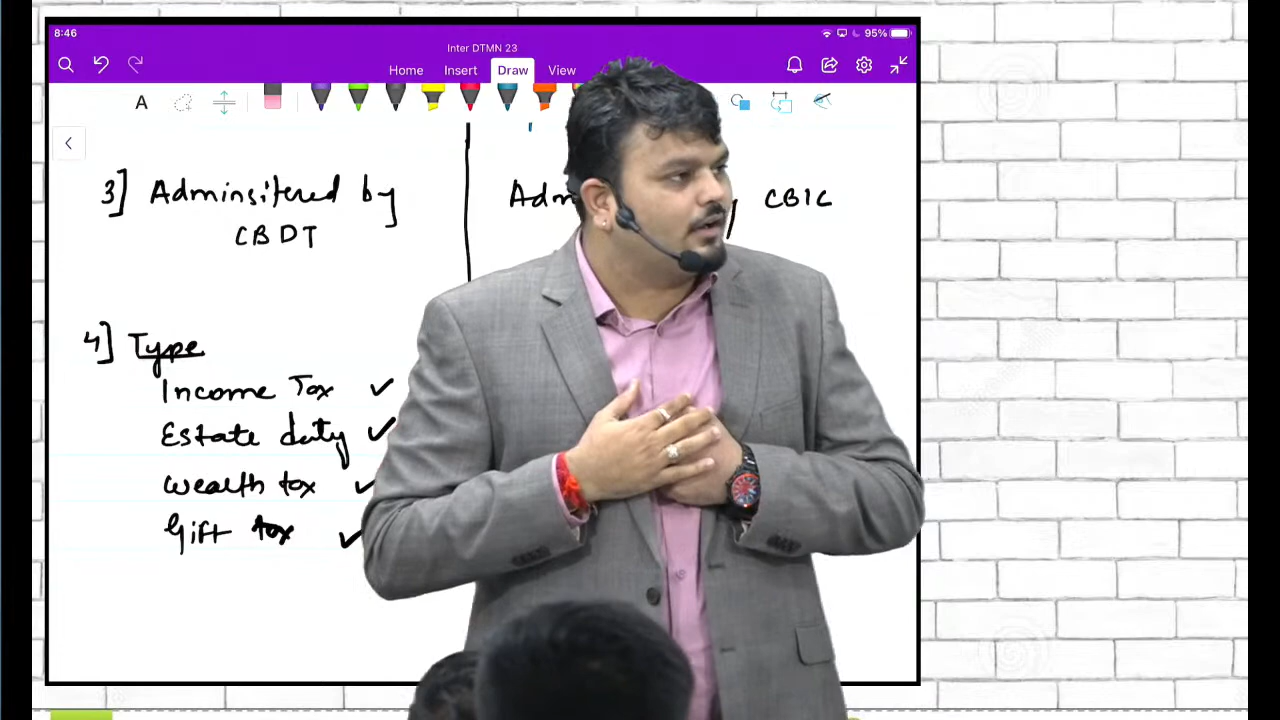 8:46
95%
Inter DTMN 23
Home Insert Draw View
A
3] Adminsitered by
CBDT
CBIC
4] Type
Income Tax ✓
Estate duty ✓
Wealth tax ✓
Gift tax ✓